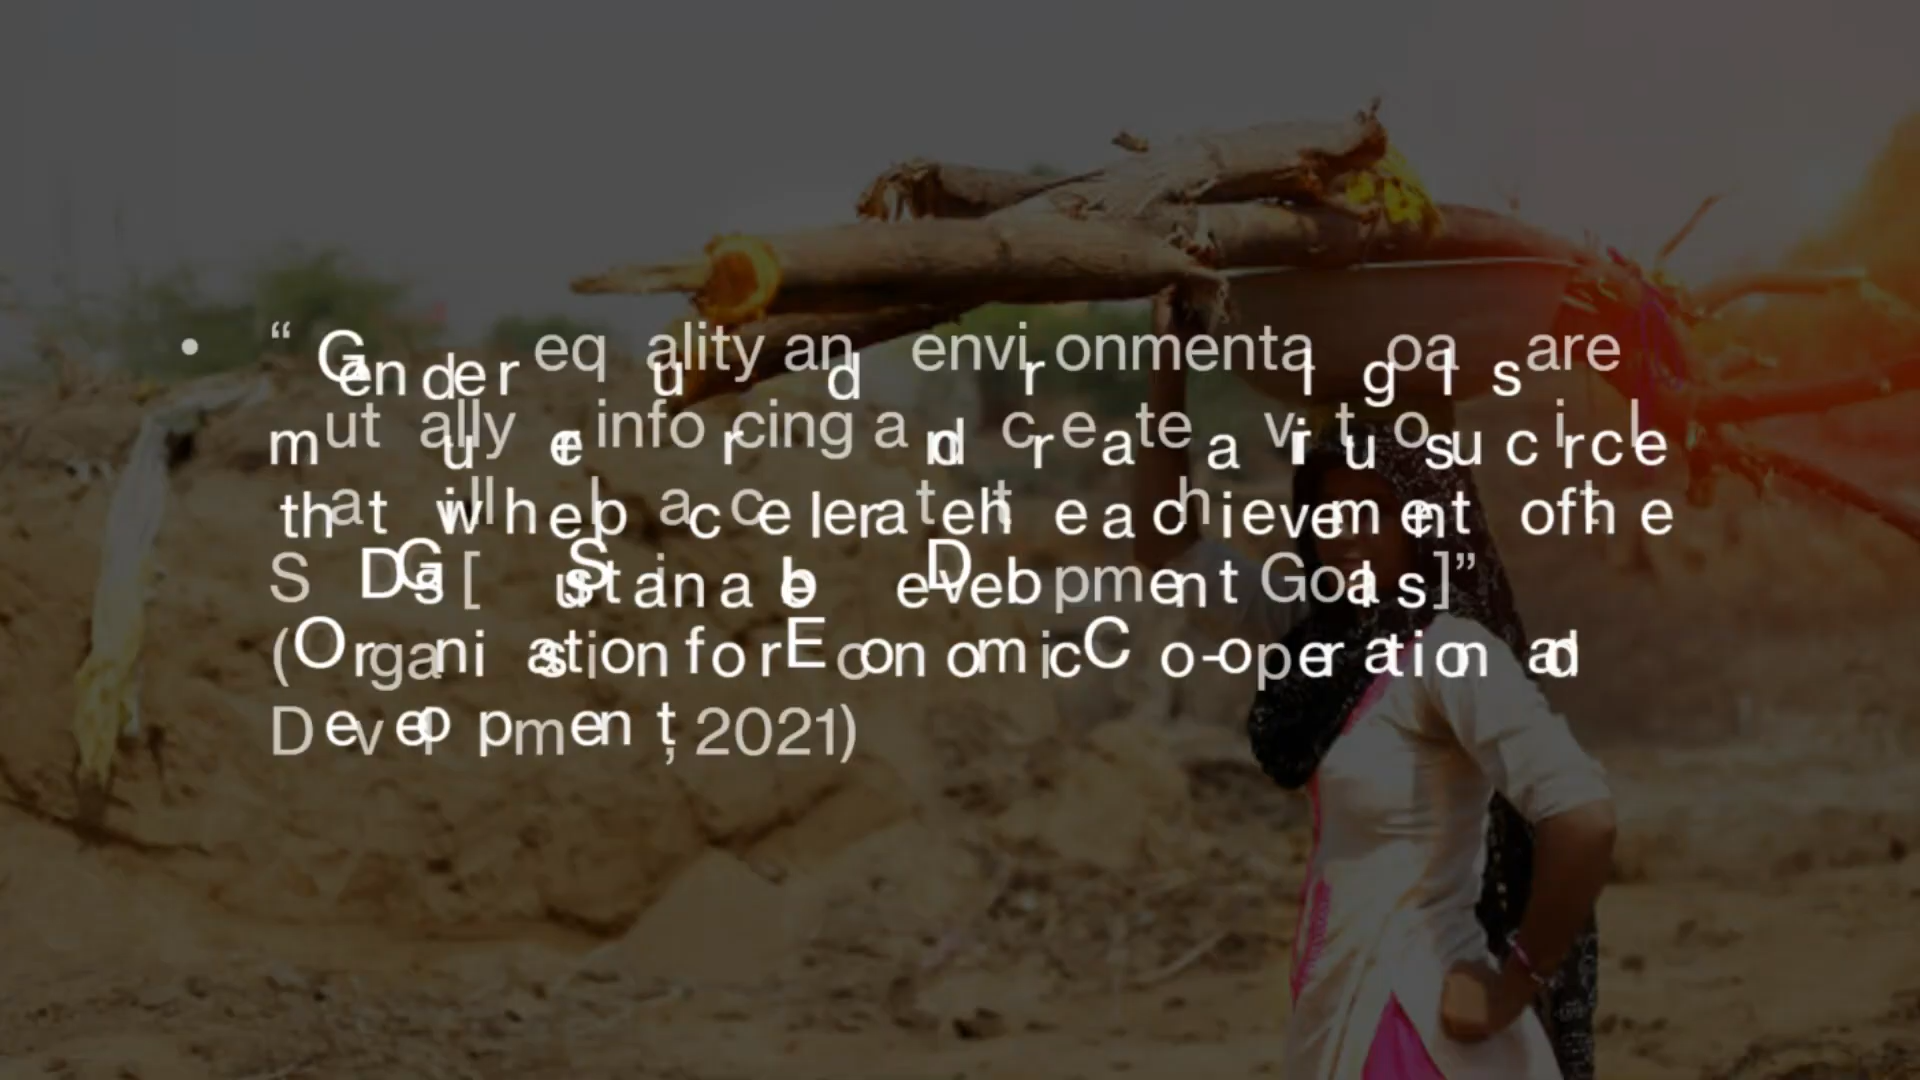 • “Gender equality and environmental goals are
mutually reinforcing and create a virtuous circle
that will help accelerate the achievement of the
SDGs [Sustainable Development Goals]”
(Organisation for Economic Co-operation and
Development, 2021)